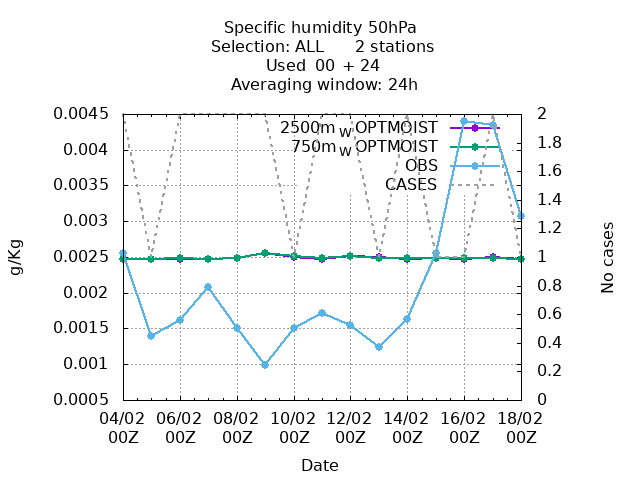 Specific humidity 50hPa
Selection: ALL 2 stations
Used 00 + 24
Averaging window: 24h
2500m W OPTMOIST
750m W OPTMOIST
OBS
CASES
g/Kg
0.0045
0.004
0.0035
0.003
0.0025
0.002
0.0015
0.001
0.0005
2
1.8
1.6
1.4
1.2
1
0.8
0.6
0.4
0.2
0
No cases
04/02 06/02 08/02 10/02 12/02 14/02 16/02 18/02
00Z 00Z 00Z 00Z 00Z 00Z 00Z 00Z
Date